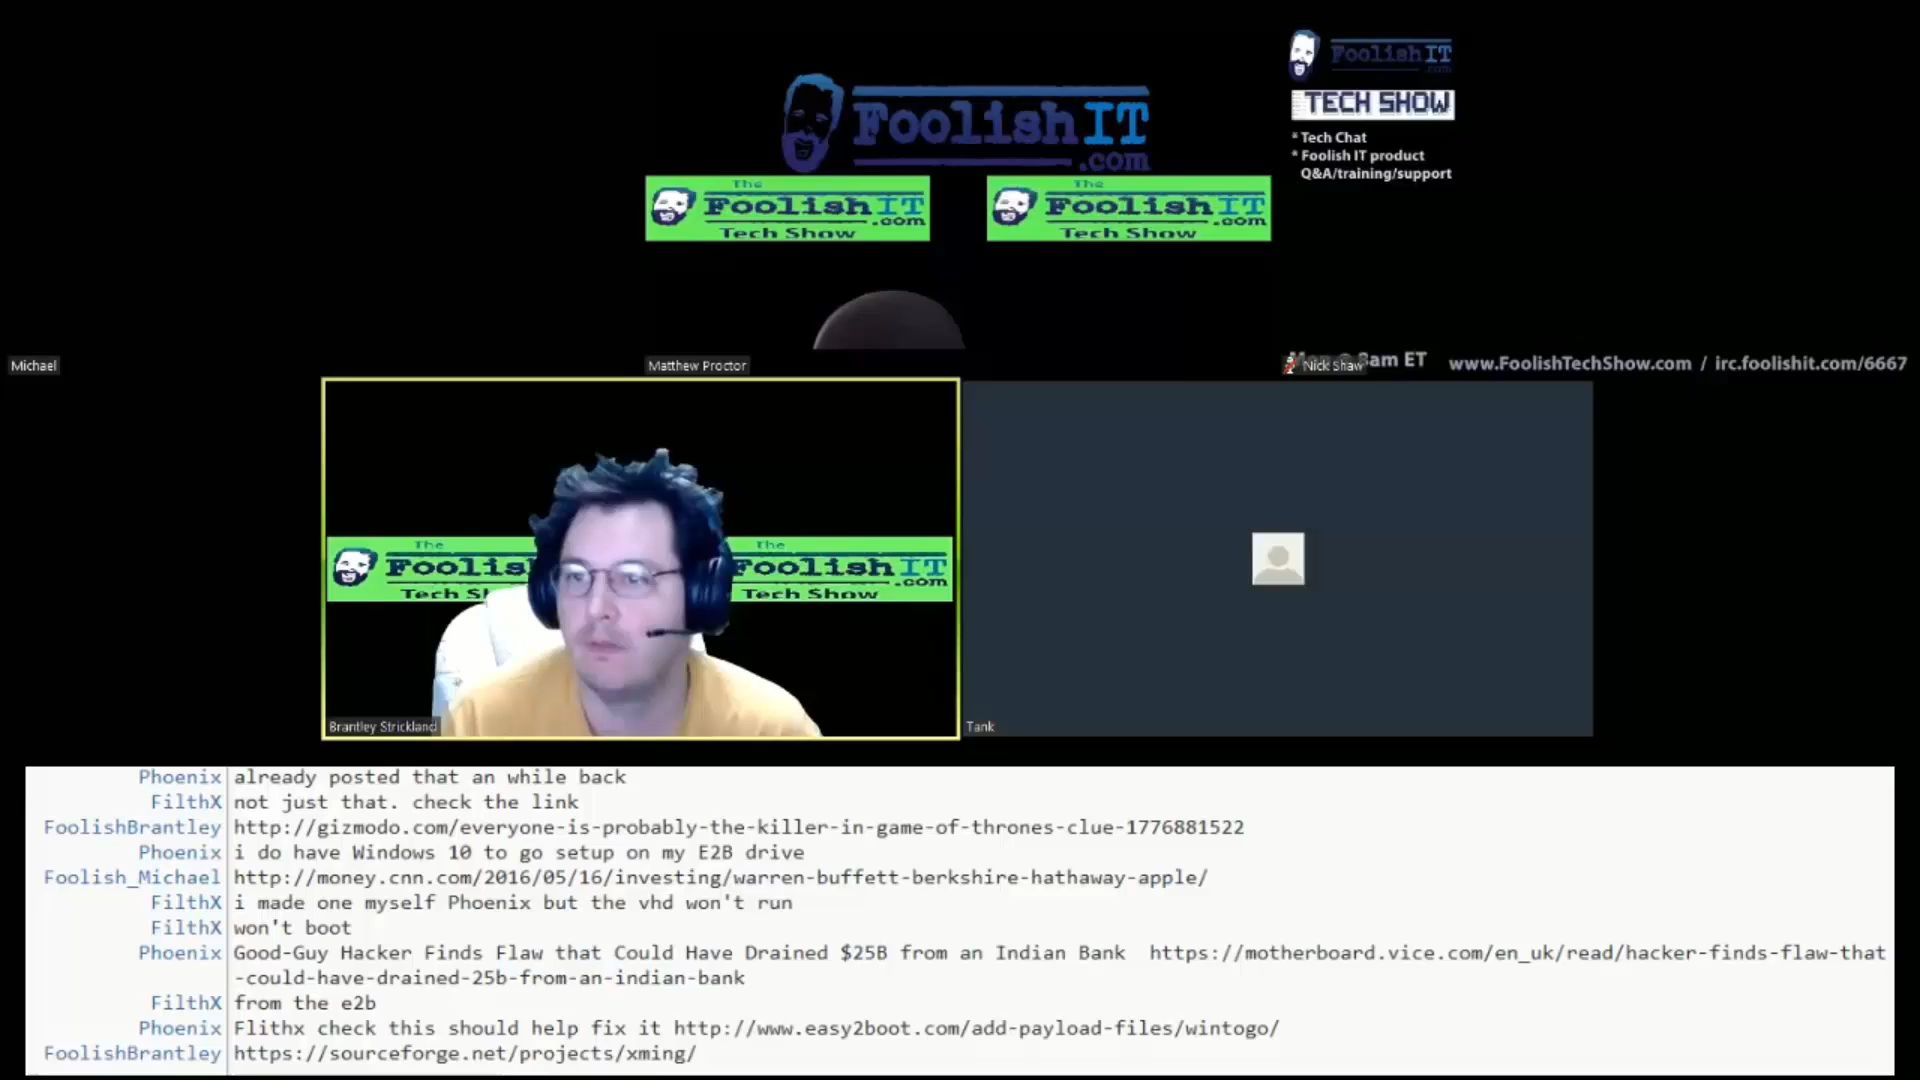 FoolishIT
.com
FoolishIT
.com
TECH SHOW
* Tech Chat
* Foolish IT product
Q&A/training/support
The
FoolishIT
.com
Tech Show
The
FoolishIT
.com
Tech Show
Michael
Matthew Proctor
Nick Shaw
8am ET
www.FoolishTechShow.com / irc.foolishit.com/6667
The
Foolis
Tech S
The
FoolishIT
.com
Tech Show
Brantley Strickland
Tank
Phoenix already posted that an while back
FilthX not just that. check the link
FoolishBrantley http://gizmodo.com/everyone-is-probably-the-killer-in-game-of-thrones-clue-1776881522
Phoenix i do have Windows 10 to go setup on my E2B drive
Foolish_Michael http://money.cnn.com/2016/05/16/investing/warren-buffett-berkshire-hathaway-apple/
FilthX i made one myself Phoenix but the vhd won't run
FilthX won't boot
Phoenix Good-Guy Hacker Finds Flaw that Could Have Drained $25B from an Indian Bank https://motherboard.vice.com/en_uk/read/hacker-finds-flaw-that
-could-have-drained-25b-from-an-indian-bank
FilthX from the e2b
Phoenix Flithx check this should help fix it http://www.easy2boot.com/add-payload-files/wintogo/
FoolishBrantley https://sourceforge.net/projects/xming/